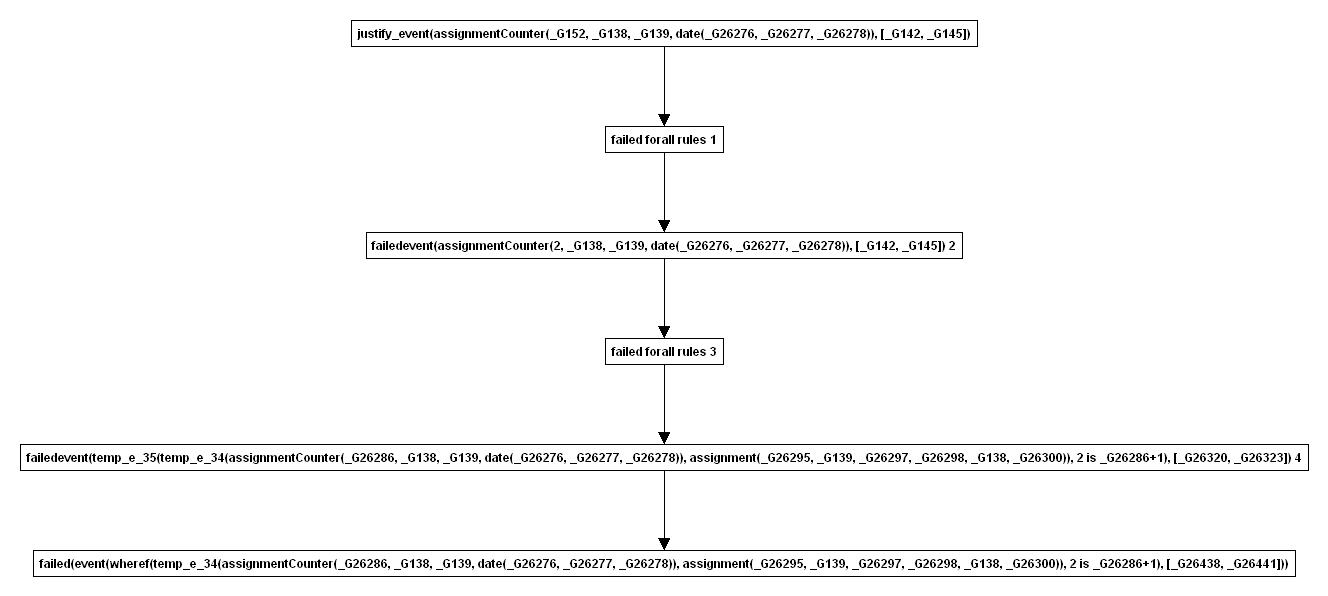 justify_event(assignmentCounter(_G152, _G138, _G139, date(_G26276, _G26277, _G26278)), [_G142, _G145])
failed forall rules 1
failedevent(assignmentCounter(2, _G138, _G139, date(_G26276, _G26277, _G26278)), [_G142, _G145]) 2
failed forall rules 3
failedevent(temp_e_35(temp_e_34(assignmentCounter(_G26286, _G138, _G139, date(_G26276, _G26277, _G26278)), assignment(_G26295, _G139, _G26297, _G26298, _G138, _G26300)), 2 is _G26286+1), [_G26320, _G26323]) 4
failed(event(wheref(temp_e_34(assignmentCounter(_G26286, _G138, _G139, date(_G26276, _G26277, _G26278)), assignment(_G26295, _G139, _G26297, _G26298, _G138, _G26300)), 2 is _G26286+1), [_G26438, _G26441]))